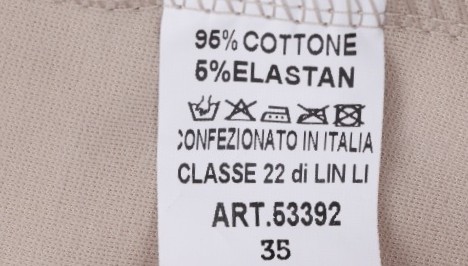 95% COTTONE
5%ELASTAN
CONFEZIONATO IN ITALIA
CLASSE 22 di LIN LI
ART.53392
35